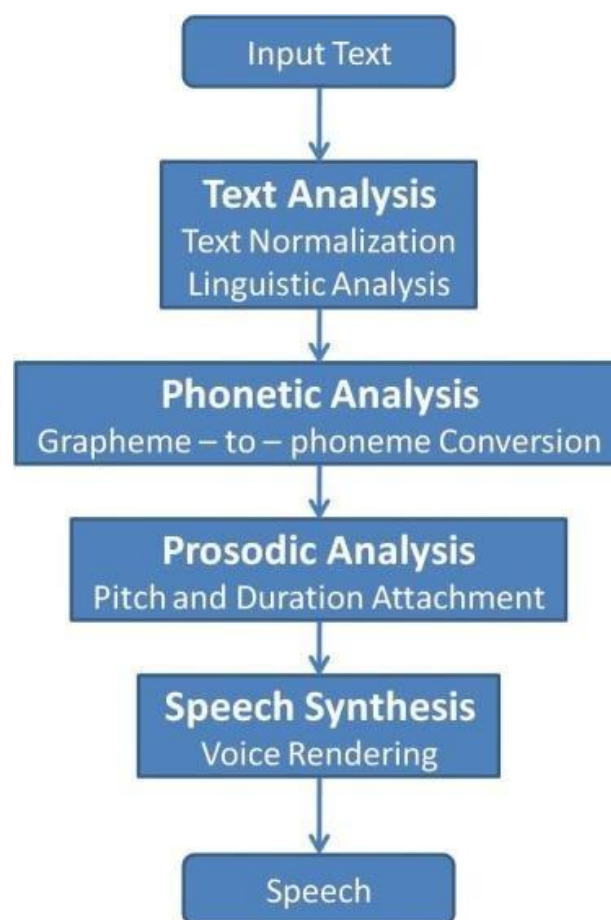 Input Text
Text Analysis
Text Normalization
Linguistic Analysis
Phonetic Analysis
Grapheme – to – phoneme Conversion
Prosodic Analysis
Pitch and Duration Attachment
Speech Synthesis
Voice Rendering
Speech